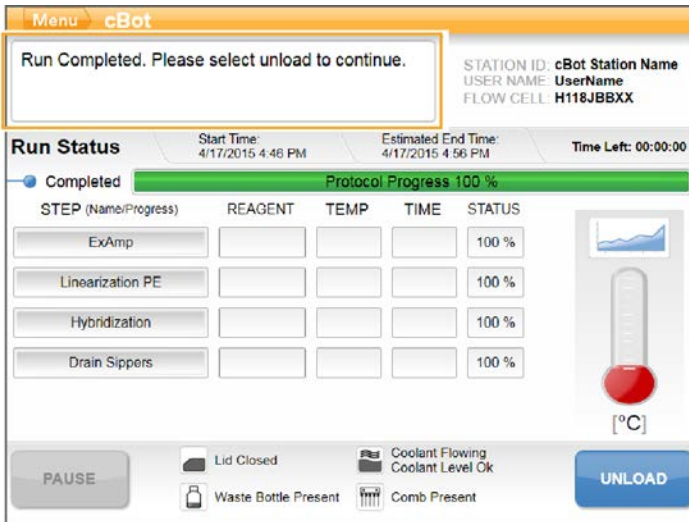 Menu cBot
Run Completed. Please select unload to continue.
STATION ID: cBot Station Name
USER NAME: UserName
FLOW CELL: H118JBBXX
Run Status
Start Time:
4/17/2015 4:46 PM
Estimated End Time:
4/17/2015 4:56 PM
Time Left: 00:00:00
Completed
Protocol Progress 100 %
STEP (Name/Progress) REAGENT TEMP TIME STATUS
ExAmp 100 %
Linearization PE 100 %
Hybridization 100 %
Drain Sippers 100 %
[°C]
PAUSE
Lid Closed
Coolant Flowing
Coolant Level Ok
Waste Bottle Present
Comb Present
UNLOAD